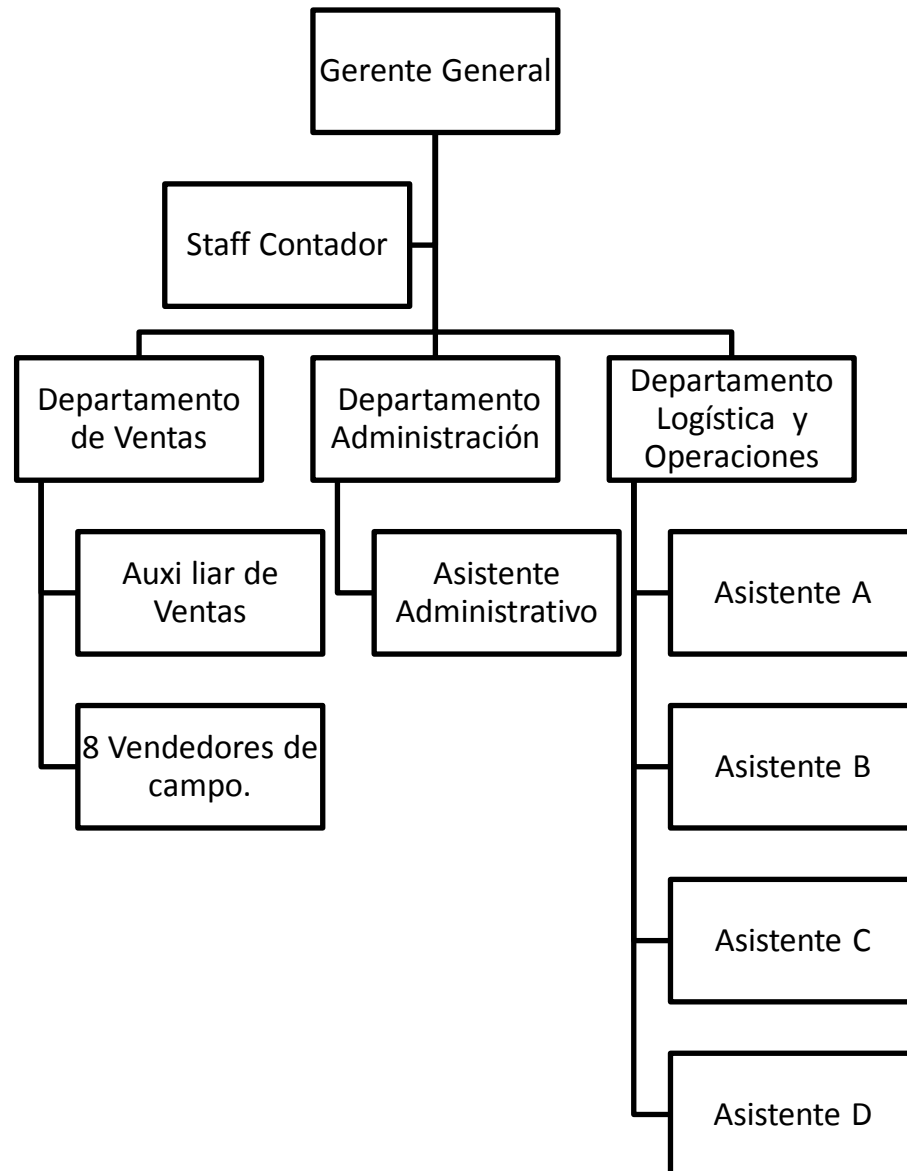 Gerente General
Staff Contador
Departamento
de Ventas
Departamento
Administración
Departamento
Logística y
Operaciones
Auxi liar de
Ventas
Asistente
Administrativo
Asistente A
8 Vendedores de
campo.
Asistente B
Asistente C
Asistente D